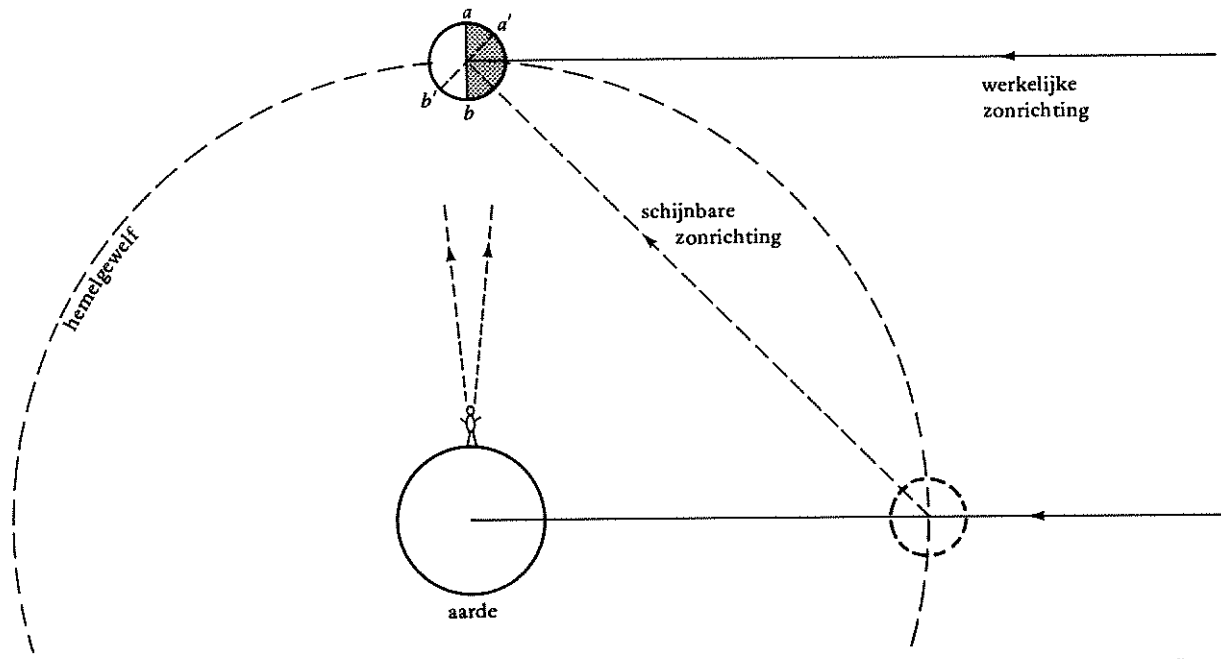 a
a'
b'
b
werkelijke
zonrichting
schijnbare
zonrichting
hemelgewelf
aarde